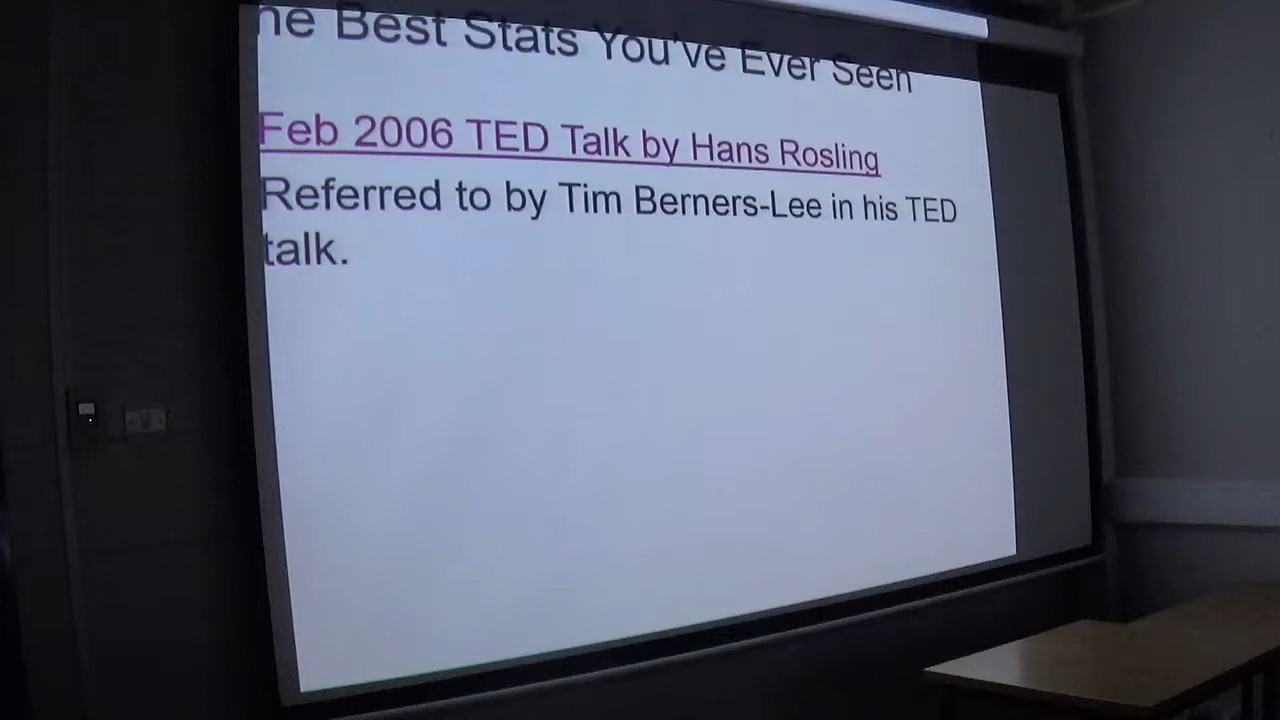 he Best Stats You've Ever Seen
Feb 2006 TED Talk by Hans Rosling
Referred to by Tim Berners-Lee in his TED
talk.